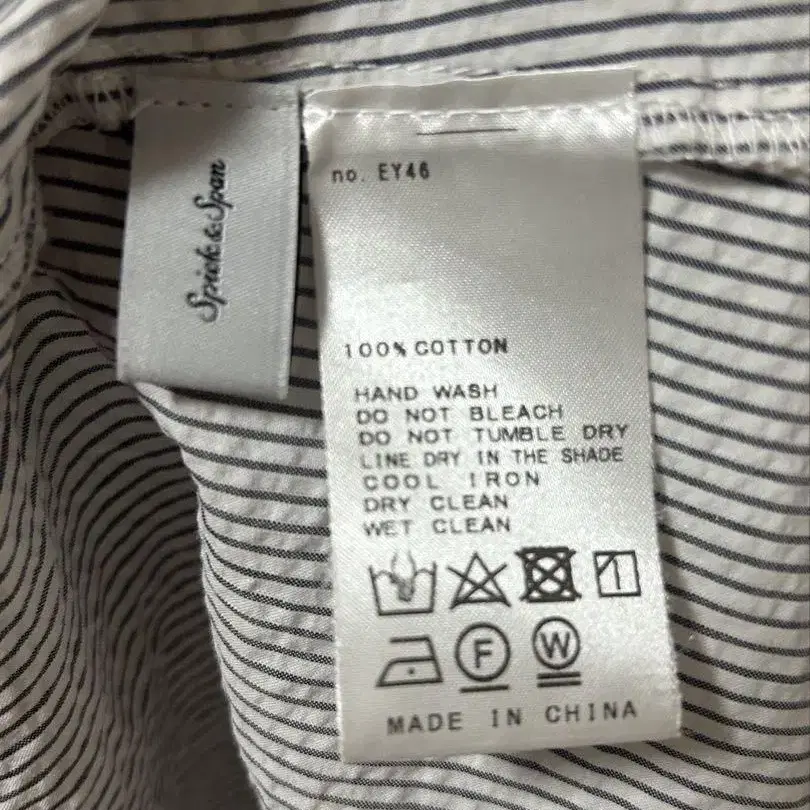 Spick & Span
no. EY46
100% COTTON
HAND WASH
DO NOT BLEACH
DO NOT TUMBLE DRY
LINE DRY IN THE SHADE
COOL IRON
DRY CLEAN
WET CLEAN
F W
MADE IN CHINA